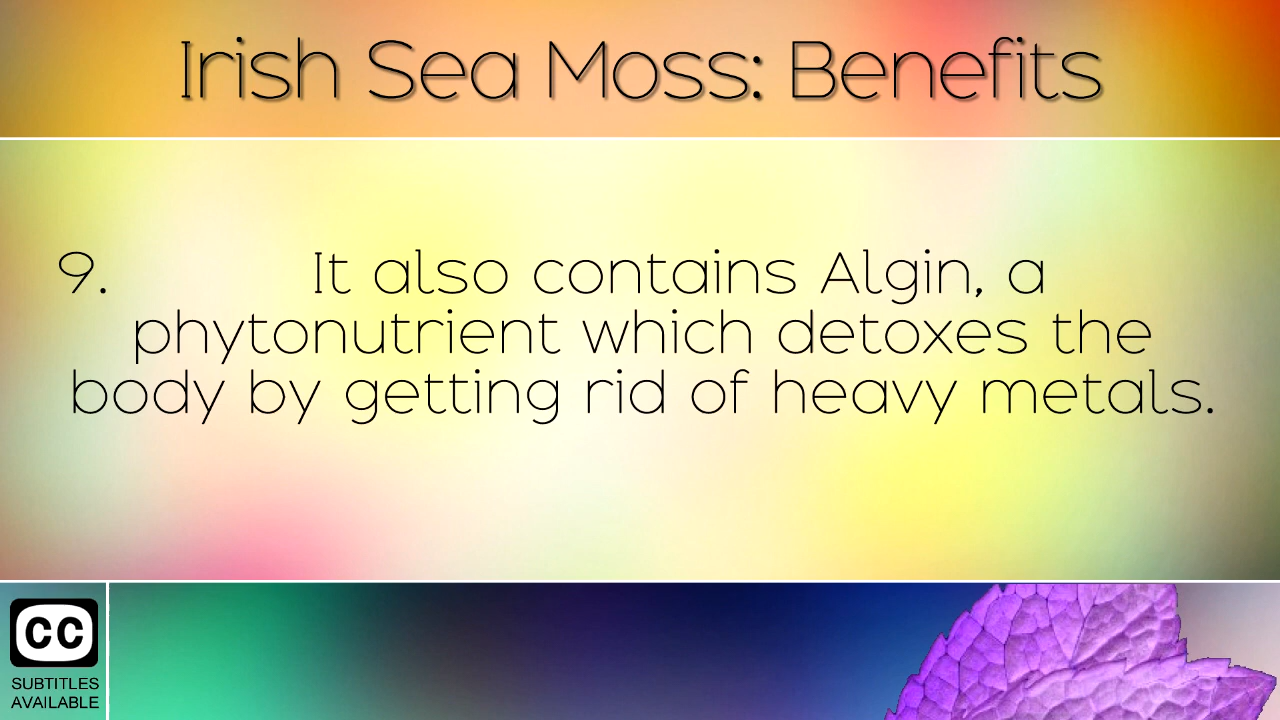 Irish Sea Moss: Benefits
9. It also contains Algin, a
phytonutrient which detoxes the
body by getting rid of heavy metals.
CC
SUBTITLES
AVAILABLE